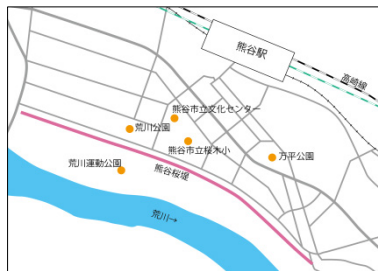 熊谷駅
高崎線
熊谷市立文化センター
荒川公園
熊谷市立桜木小
万平公園
荒川運動公園
熊谷桜堤
荒川→